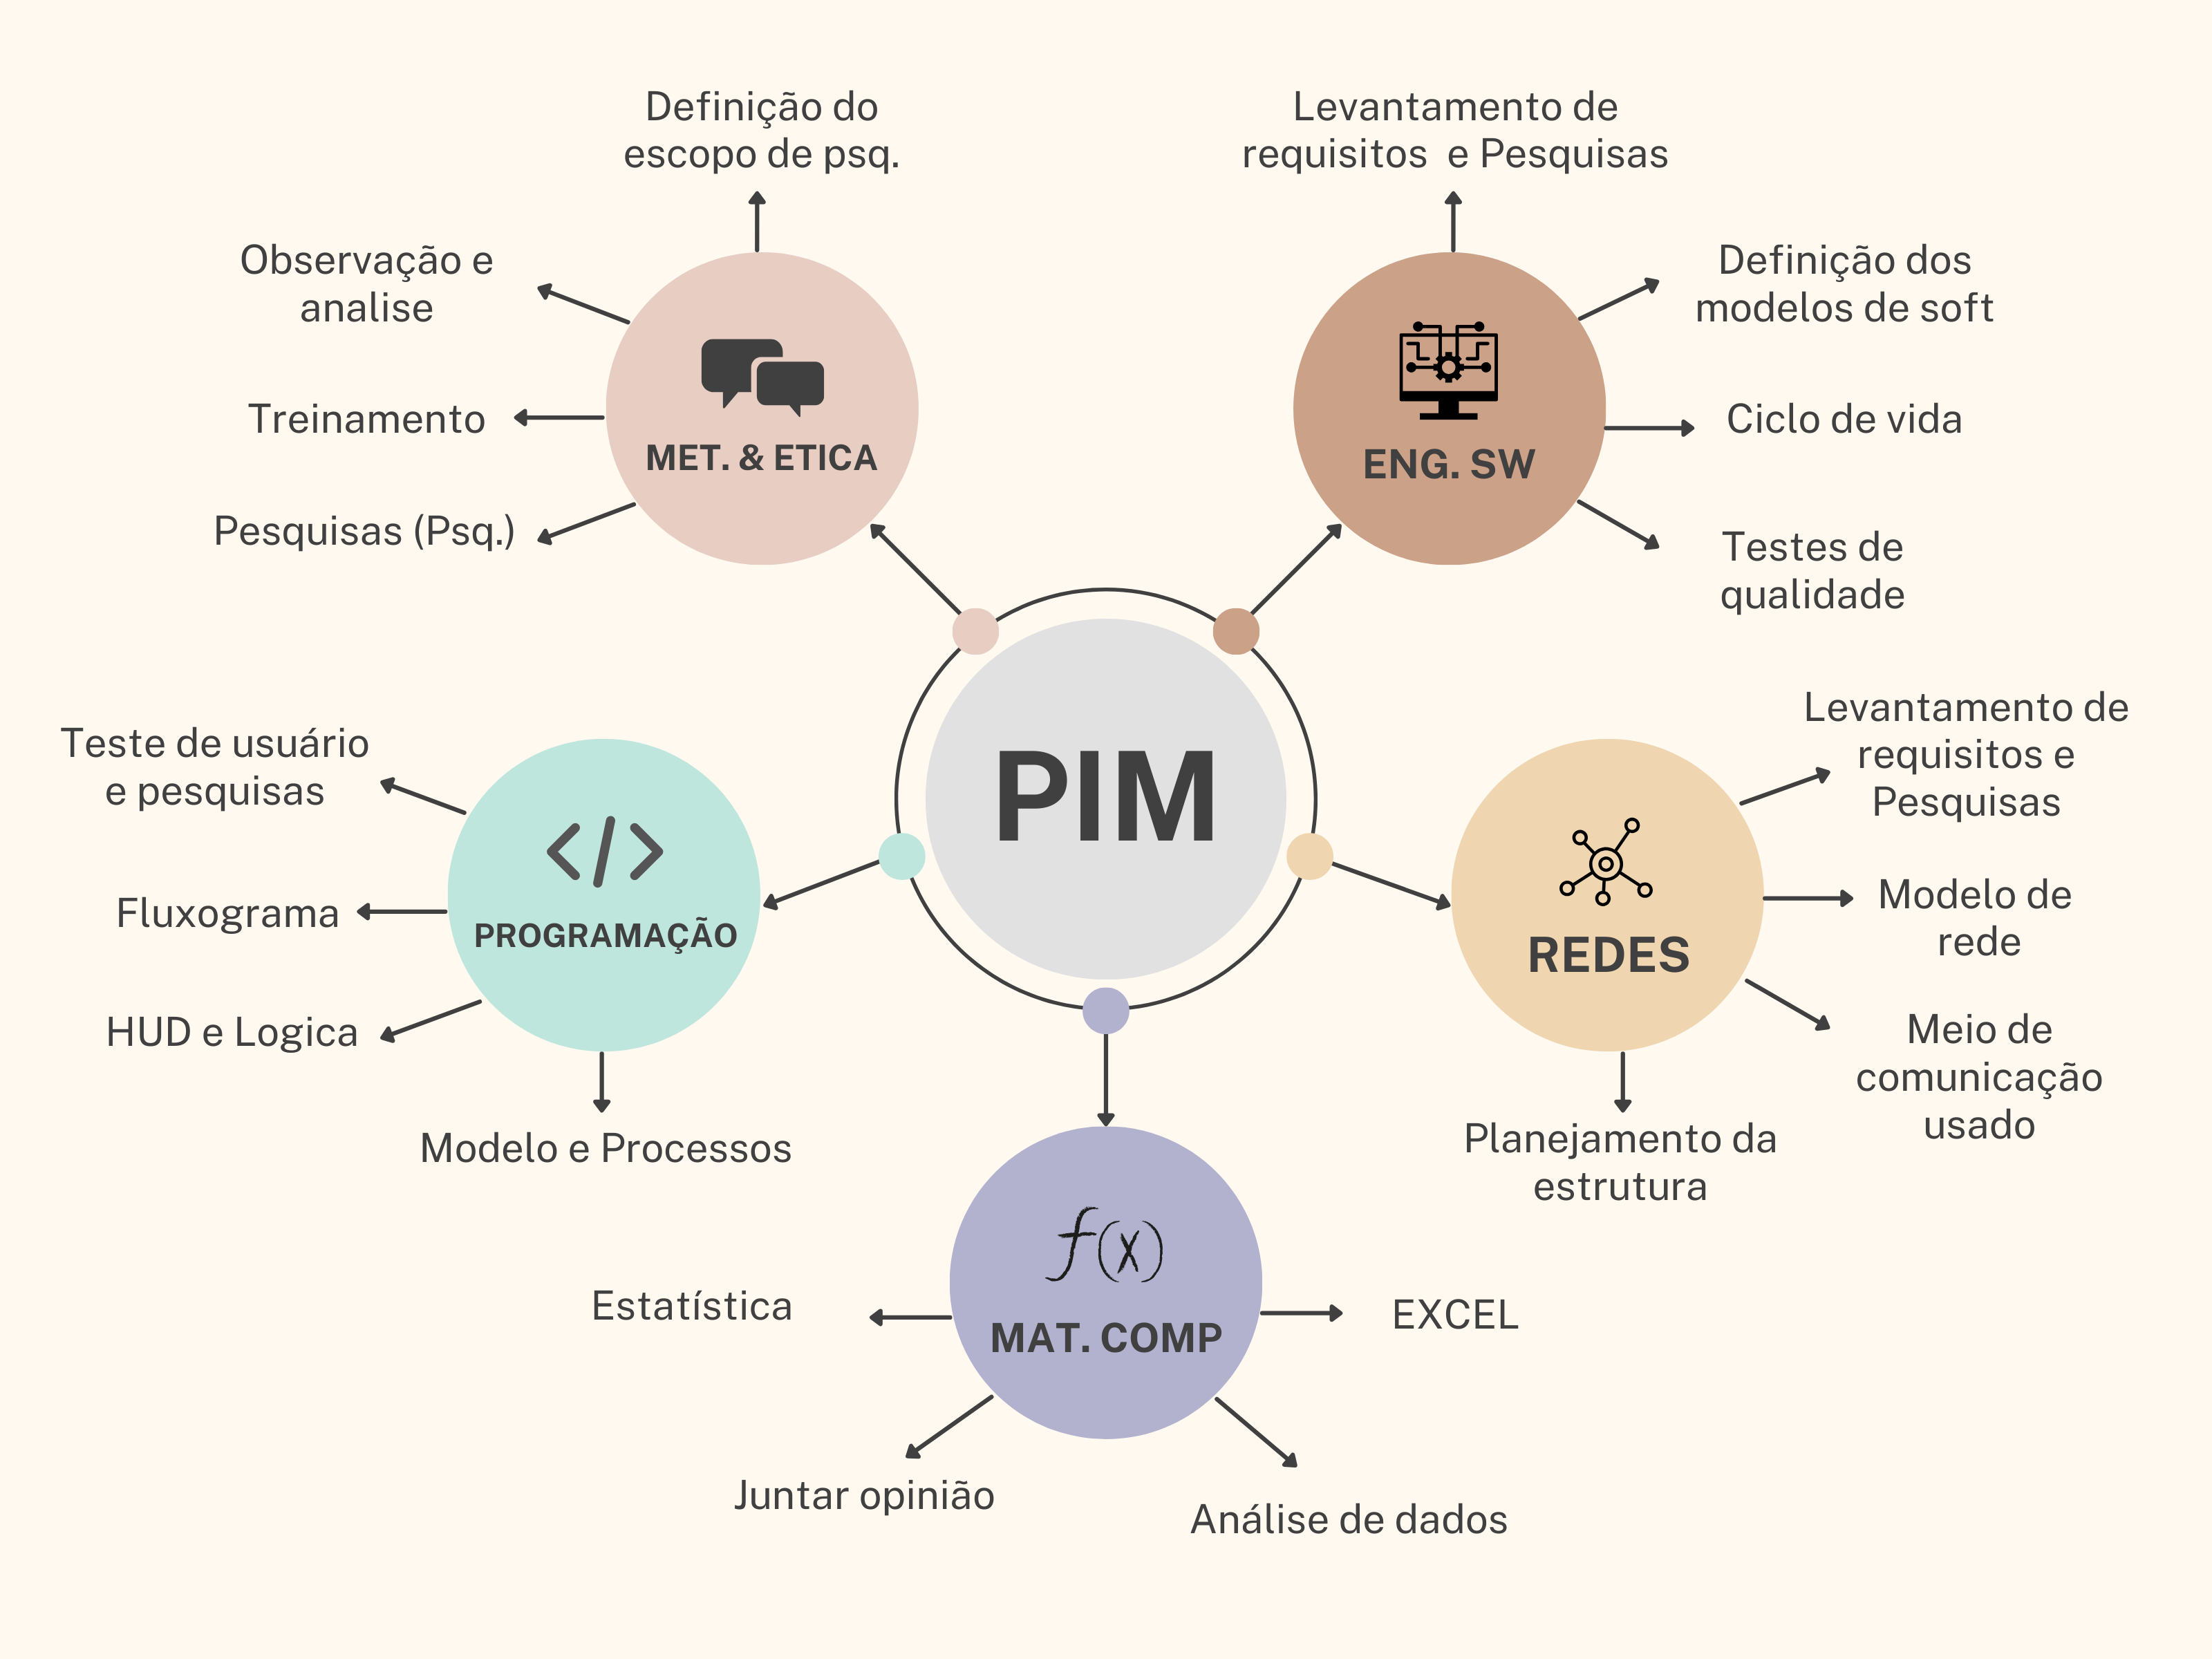 Definição do
escopo de psq.
Observação e
analise
Treinamento
Pesquisas (Psq.)
MET. & ETICA
Levantamento de
requisitos  e Pesquisas
Definição dos
modelos de soft
Ciclo de vida
Testes de
qualidade
ENG. SW
PIM
Teste de usuário
e pesquisas
Fluxograma
HUD e Logica
Modelo e Processos
PROGRAMAÇÃO
Levantamento de
requisitos e
Pesquisas
Modelo de
rede
Meio de
comunicação
usado
Planejamento da
estrutura
REDES
f(x)
MAT. COMP
Estatística
EXCEL
Juntar opinião
Análise de dados